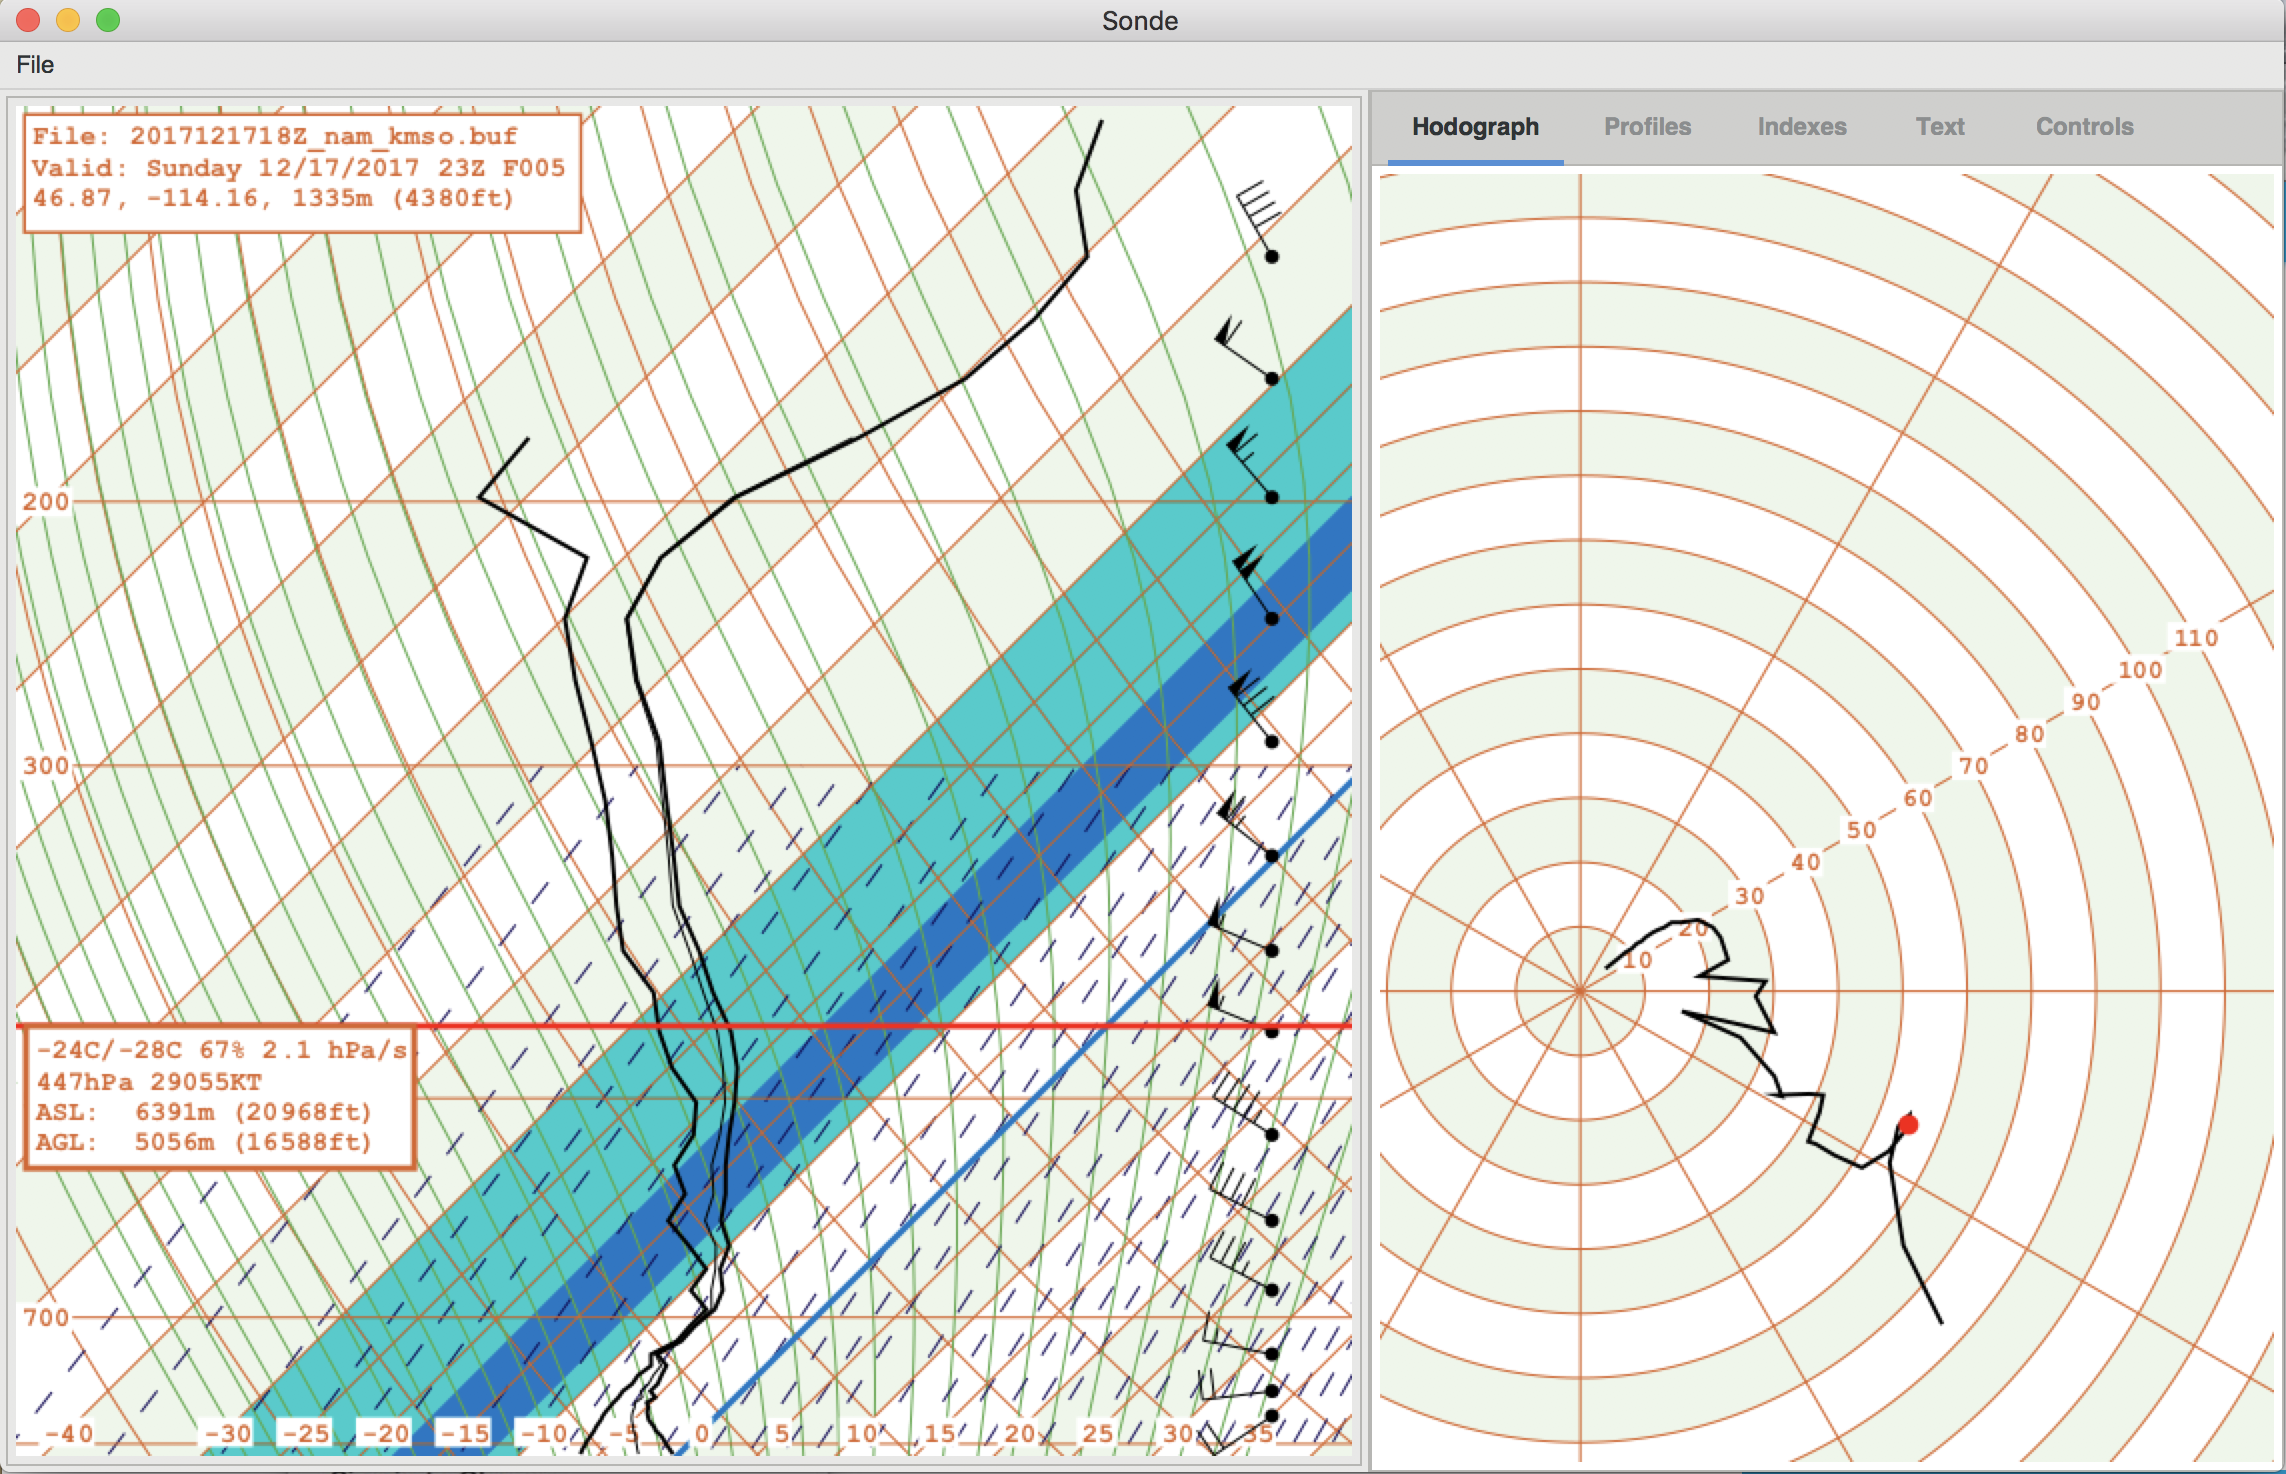 Sonde
File
File: 2017121718Z_nam_kmso.buf
Valid: Sunday 12/17/2017 23Z F005
46.87, -114.16, 1335m (4380ft)
200
300
-24C/-28C 67% 2.1 hPa/s
447hPa 29055KT
ASL: 6391m (20968ft)
AGL: 5056m (16588ft)
700
-40 -30 -25 -20 -15 -10 -5 0 5 10 15 20 25 30 35
Hodograph Profiles Indexes Text Controls
110
100
90
80
70
60
50
40
30
20
10